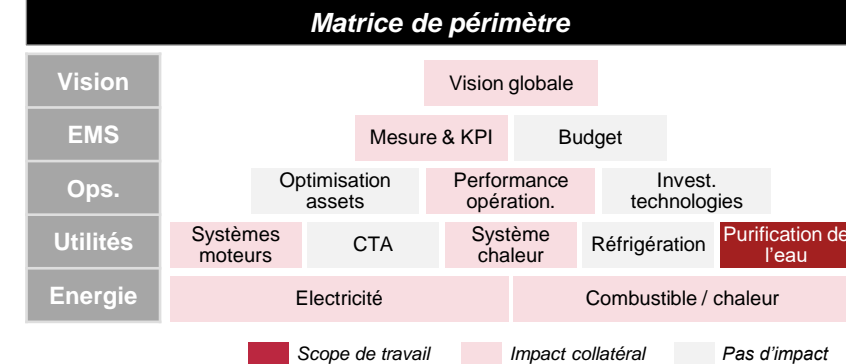 Matrice de périmètre
Vision
Vision globale
EMS
Mesure & KPI
Budget
Ops.
Optimisation
assets
Performance
opération.
Invest.
technologies
Utilités
Systèmes
moteurs
CTA
Système
chaleur
Réfrigération
Purification de
l'eau
Energie
Electricité
Combustible / chaleur
Scope de travail
Impact collatéral
Pas d'impact